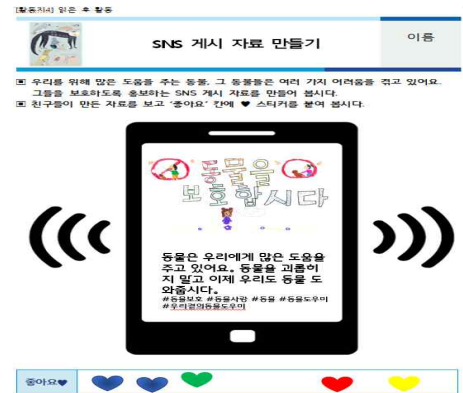 [활동지4] 읽은 후 활동
SNS 게시 자료 만들기
이름
▣ 우리를 위해 많은 도움을 주는 동물, 그 동물들은 여러 가지 어려움을 겪고 있어요.
그들을 보호하도록 홍보하는 SNS 게시 자료를 만들어 봅시다.
▣ 친구들이 만든 자료를 보고 '좋아요' 칸에 ♥ 스티커를 붙여 봅시다.
동물을
보호합시다
동물은 우리에게 많은 도움을
주고 있어요. 동물을 괴롭히
지 말고 이제 우리도 동물 도
와줍시다.
#동물보호 #동물사랑 #동물 #동물도우미
#우리곁의동물도우미
좋아요♥